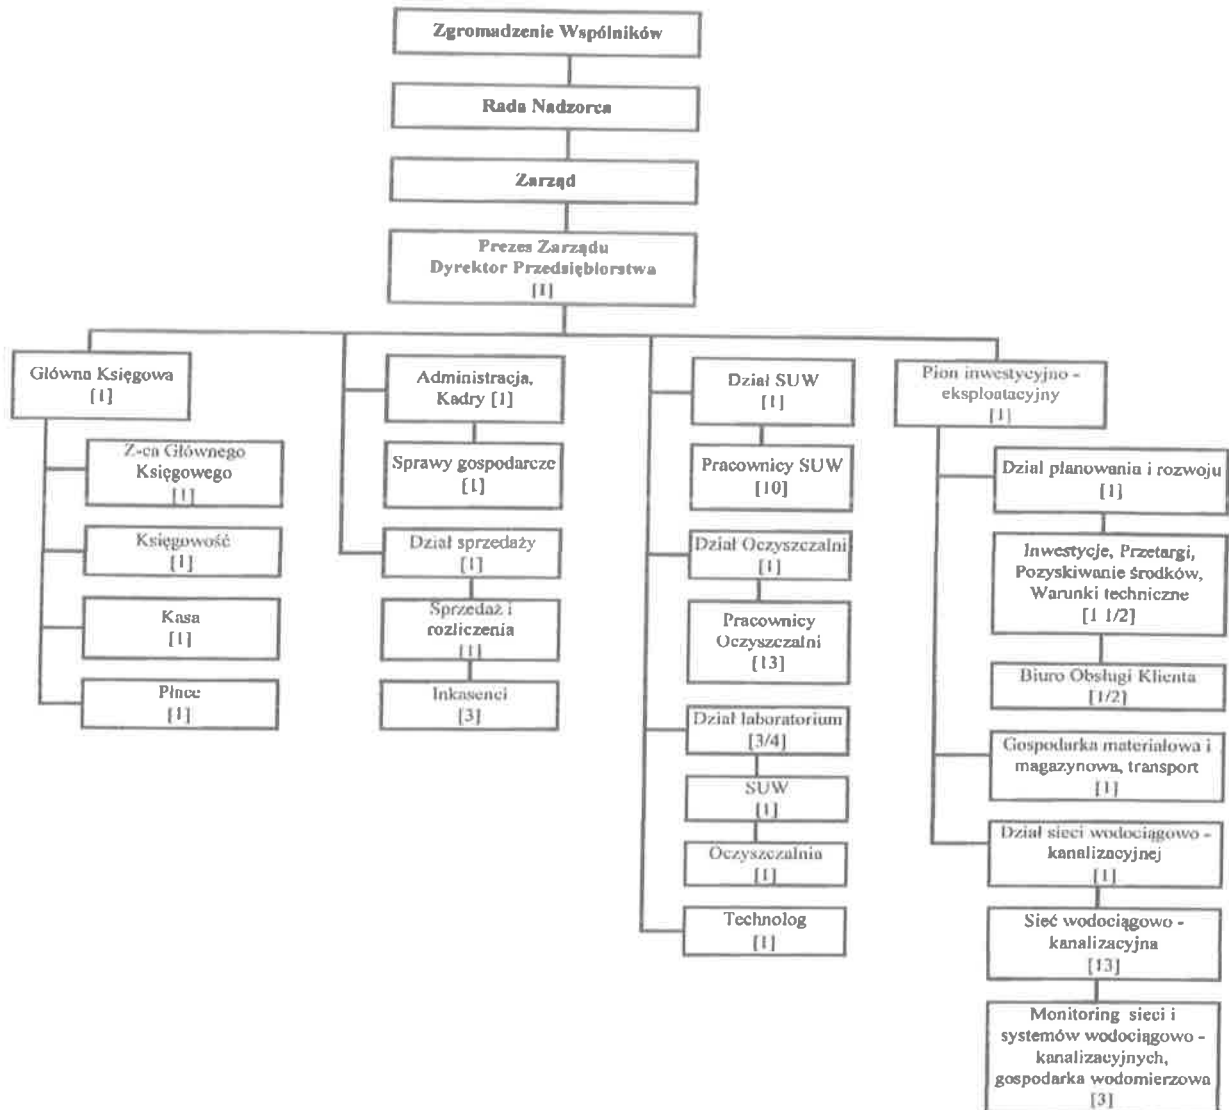 Zgromadzenie Wspólników
Rada Nadzorca
Zarząd
Prezes Zarządu
Dyrektor Przedsiębiorstwa
[1]
Główna Księgowa
[1]
Z-ca Głównego
Księgowego
[1]
Księgowość
[1]
Kasa
[1]
Płace
[1]
Administracja,
Kadry [1]
Sprawy gospodarcze
[1]
Dział sprzedaży
[1]
Sprzedaż i
rozliczenia
[1]
Inkasenci
[3]
Dział SUW
[1]
Pracownicy SUW
[10]
Dział Oczyszczalni
[1]
Pracownicy
Oczyszczalni
[13]
Dział laboratorium
[3/4]
SUW
[1]
Oczyszczalnia
[1]
Technolog
[1]
Pion inwestycyjno -
eksploatacyjny
[1]
Dział planowania i rozwoju
[1]
Inwestycje, Przetargi,
Pozyskiwanie środków,
Warunki techniczne
[1 1/2]
Biuro Obsługi Klienta
[1/2]
Gospodarka materiałowa i
magazynowa, transport
[1]
Dział sieci wodociągowo -
kanalizacyjnej
[1]
Sieć wodociągowo -
kanalizacyjna
[13]
Monitoring sieci i
systemów wodociągowo -
kanalizacyjnych,
gospodarka wodomierzowa
[3]